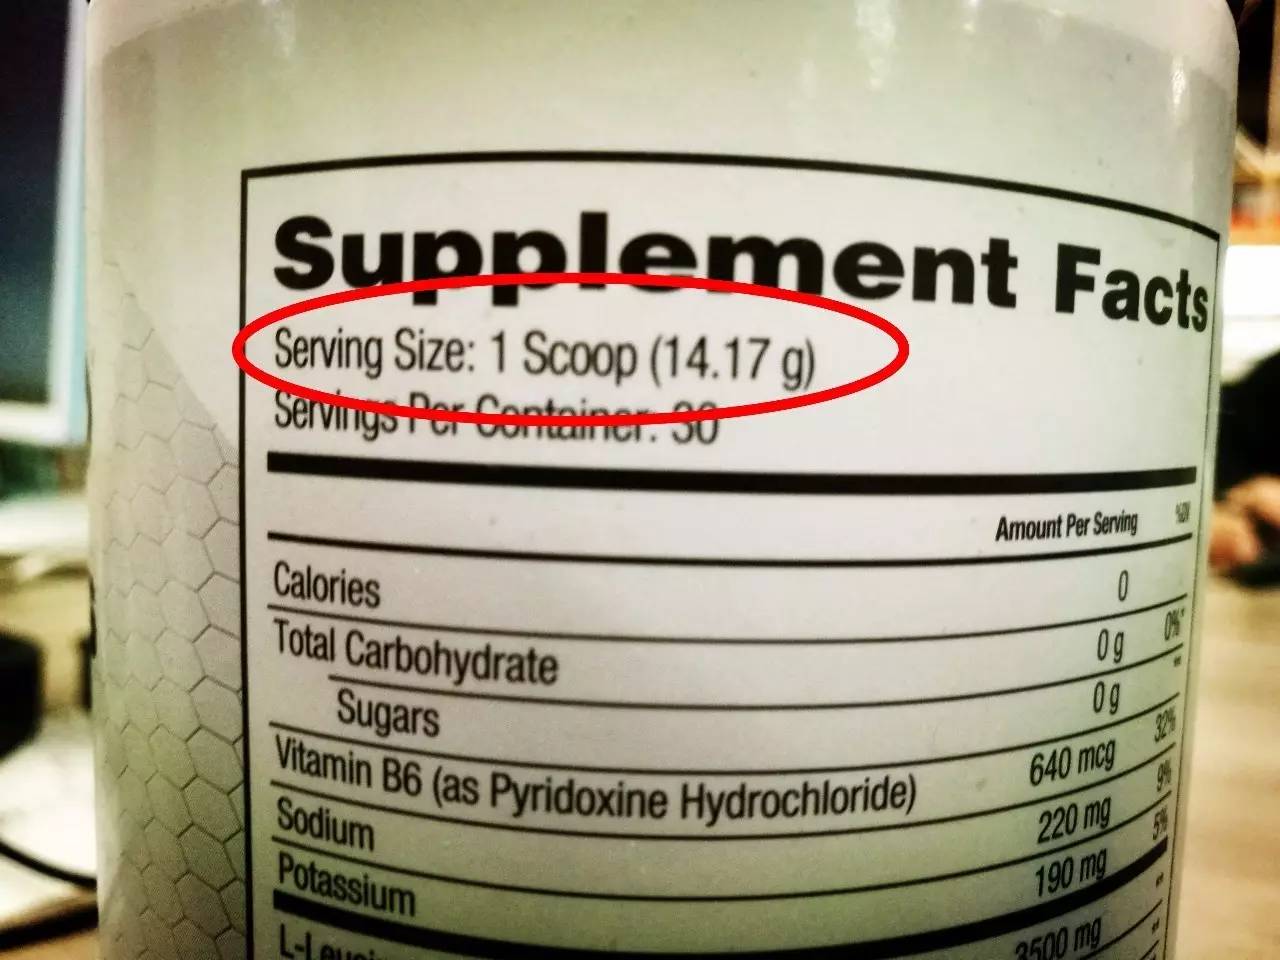 Supplement Facts
Serving Size: 1 Scoop (14.17 g)
Servings Per Container: 30
Amount Per Serving %DV
Calories 0
Total Carbohydrate 0 g 0%*
Sugars 0 g **
Vitamin B6 (as Pyridoxine Hydrochloride) 640 mcg 32%
Sodium 220 mg 9%
Potassium 190 mg 5%
3500 mg **